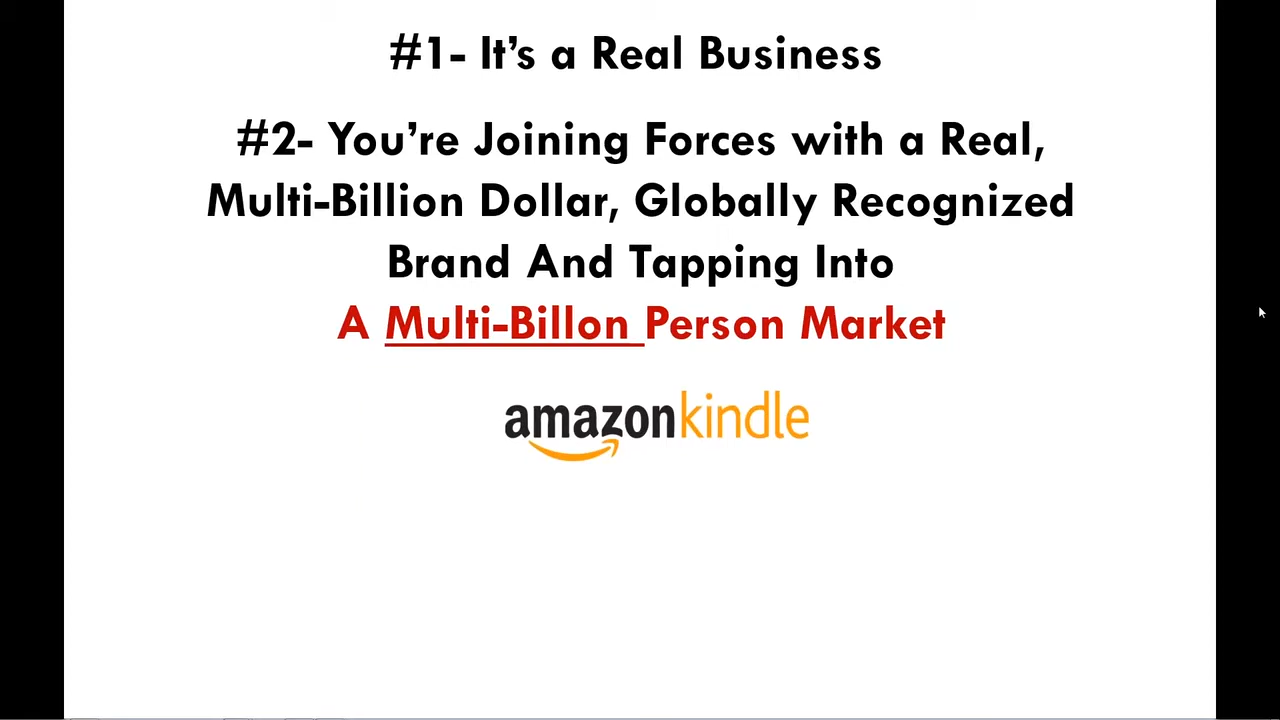 #1- It’s a Real Business
#2- You’re Joining Forces with a Real,
Multi-Billion Dollar, Globally Recognized
Brand And Tapping Into
A Multi-Billon Person Market
amazonkindle